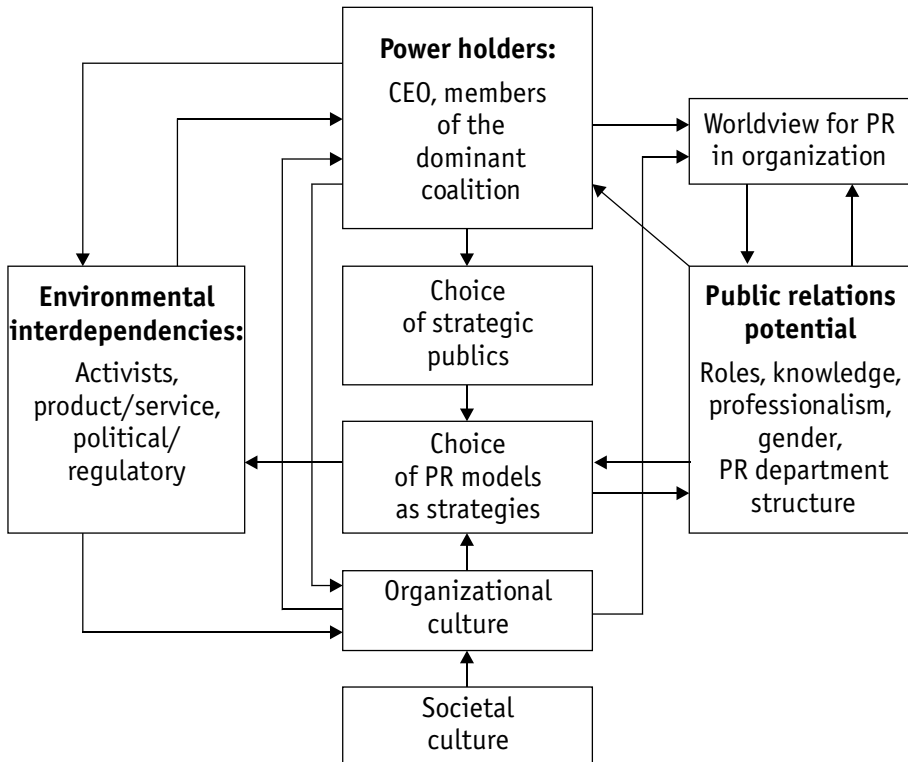 Power holders:
CEO, members
of the
dominant
coalition
Worldview for PR
in organization
Environmental
interdependencies:
Activists,
product/service,
political/
regulatory
Choice
of strategic
publics
Public relations
potential
Roles, knowledge,
professionalism,
gender,
PR department
structure
Choice
of PR models
as strategies
Organizational
culture
Societal
culture